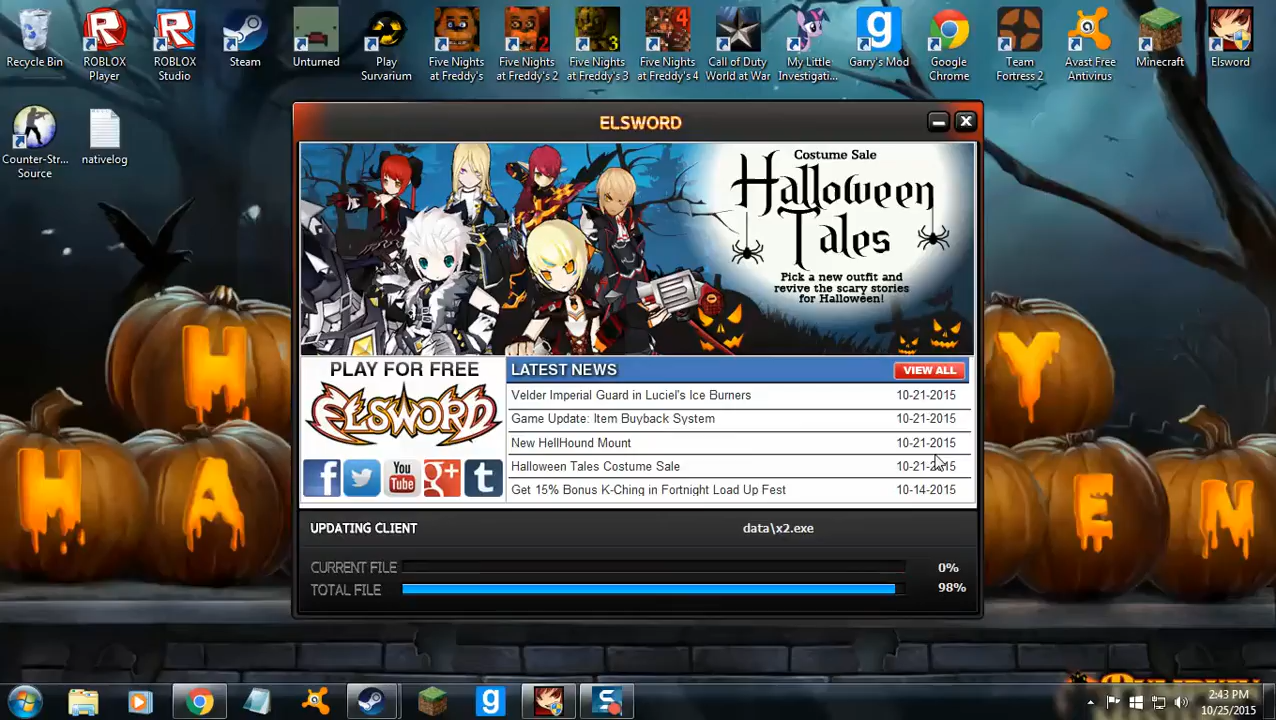 Recycle Bin
ROBLOX Player
ROBLOX Studio
Steam
Unturned
Play Survarium
Five Nights at Freddy's
Five Nights at Freddy's 2
Five Nights at Freddy's 3
Five Nights at Freddy's 4
Call of Duty World at War
My Little Investigati...
Garry's Mod
Google Chrome
Team Fortress 2
Avast Free Antivirus
Minecraft
Elsword
Counter-Str... Source
nativelog
ELSWORD
Costume Sale
Halloween
Tales
Pick a new outfit and
revive the scary stories
for Halloween!
PLAY FOR FREE
ELSWORD
You Tube
LATEST NEWS VIEW ALL
Velder Imperial Guard in Luciel's Ice Burners 10-21-2015
Game Update: Item Buyback System 10-21-2015
New HellHound Mount 10-21-2015
Halloween Tales Costume Sale 10-21-2015
Get 15% Bonus K-Ching in Fortnight Load Up Fest 10-14-2015
UPDATING CLIENT data\x2.exe
CURRENT FILE 0%
TOTAL FILE 98%
H Y
H A E N
2:43 PM
10/25/2015